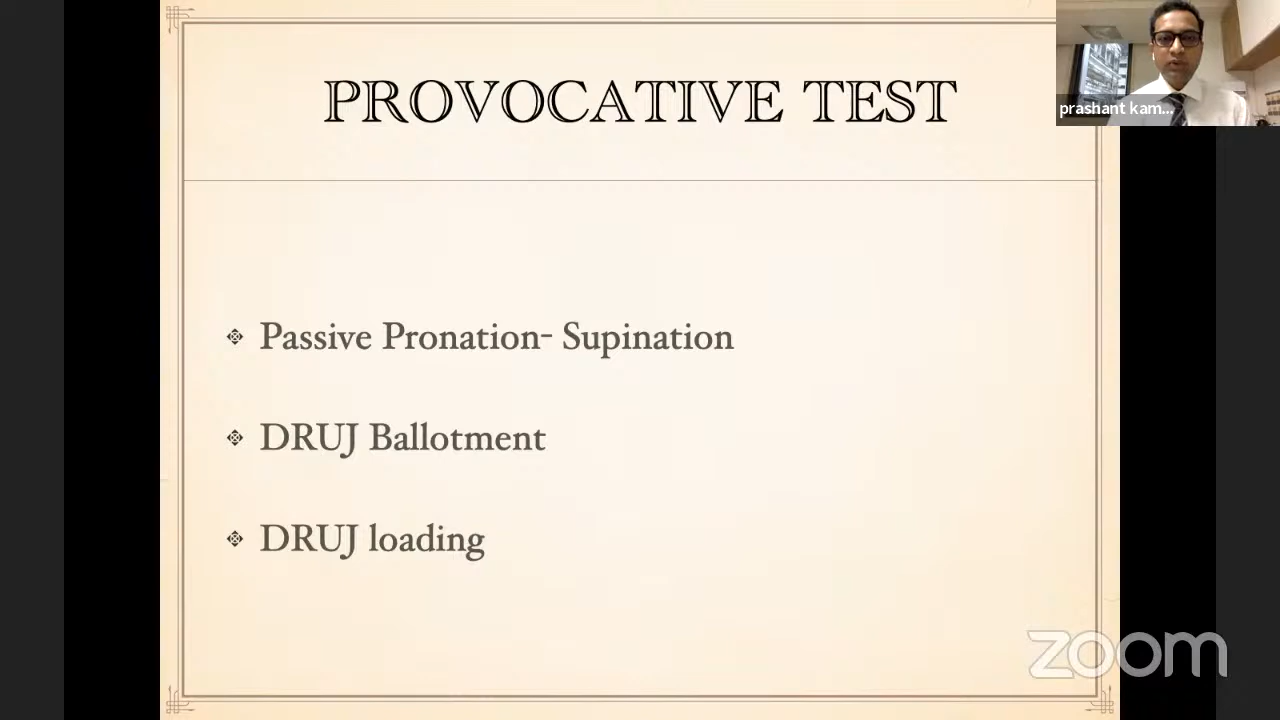 PROVOCATIVE TEST
prashant kam...
Passive Pronation- Supination
DRUJ Ballotment
DRUJ loading
zoom